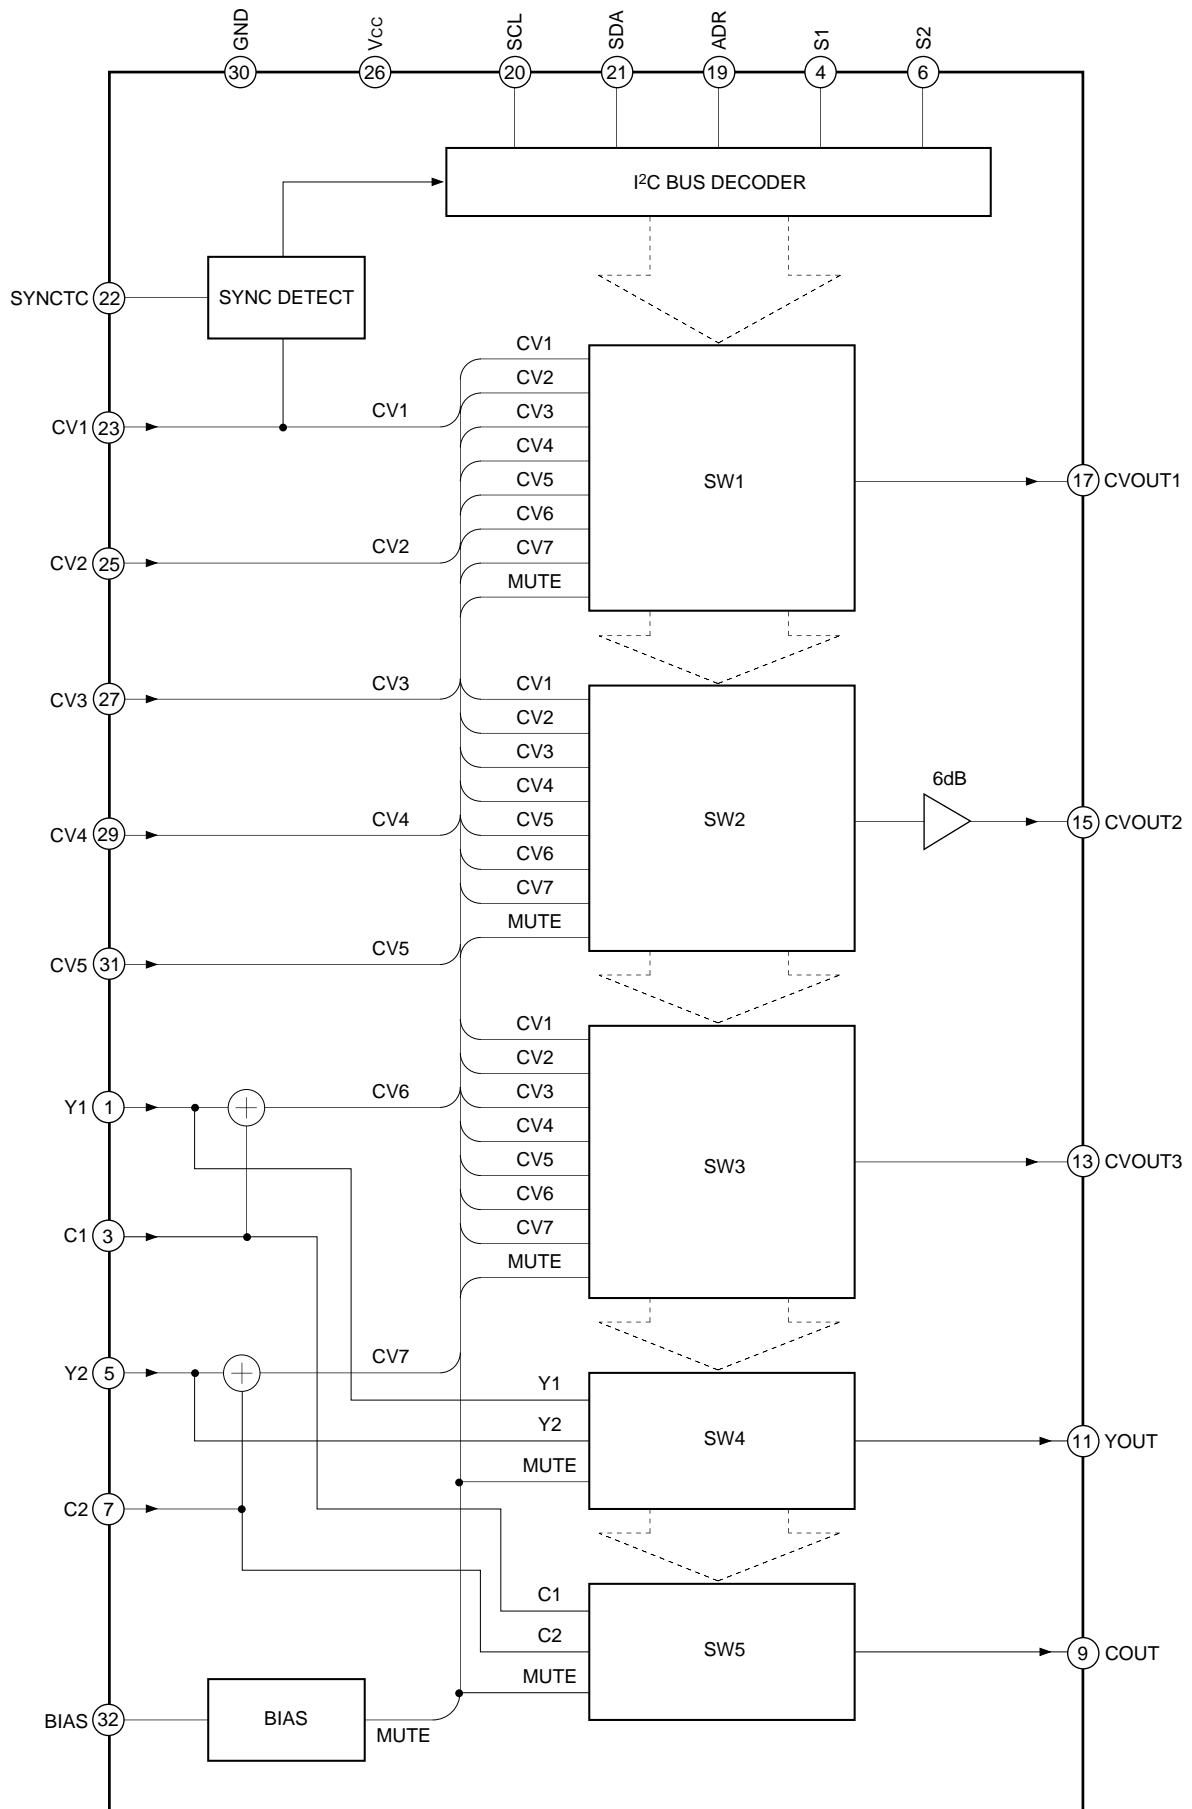 GND
Vcc
SCL
SDA
ADR
S1
S2
30
26
20
21
19
4
6
I²C BUS DECODER
SYNCTC 22
SYNC DETECT
CV1 23
CV1
CV1
CV2
CV3
CV4
CV5
CV6
CV7
MUTE
SW1
17 CVOUT1
CV2 25
CV2
CV3 27
CV3
CV1
CV2
CV3
CV4
CV5
CV6
CV7
MUTE
SW2
6dB
15 CVOUT2
CV4 29
CV4
CV5 31
CV5
CV1
CV2
CV3
CV4
CV5
CV6
CV7
MUTE
SW3
13 CVOUT3
Y1 1
CV6
C1 3
Y2 5
CV7
Y1
Y2
MUTE
SW4
11 YOUT
C2 7
C1
C2
MUTE
SW5
9 COUT
BIAS 32
BIAS
MUTE